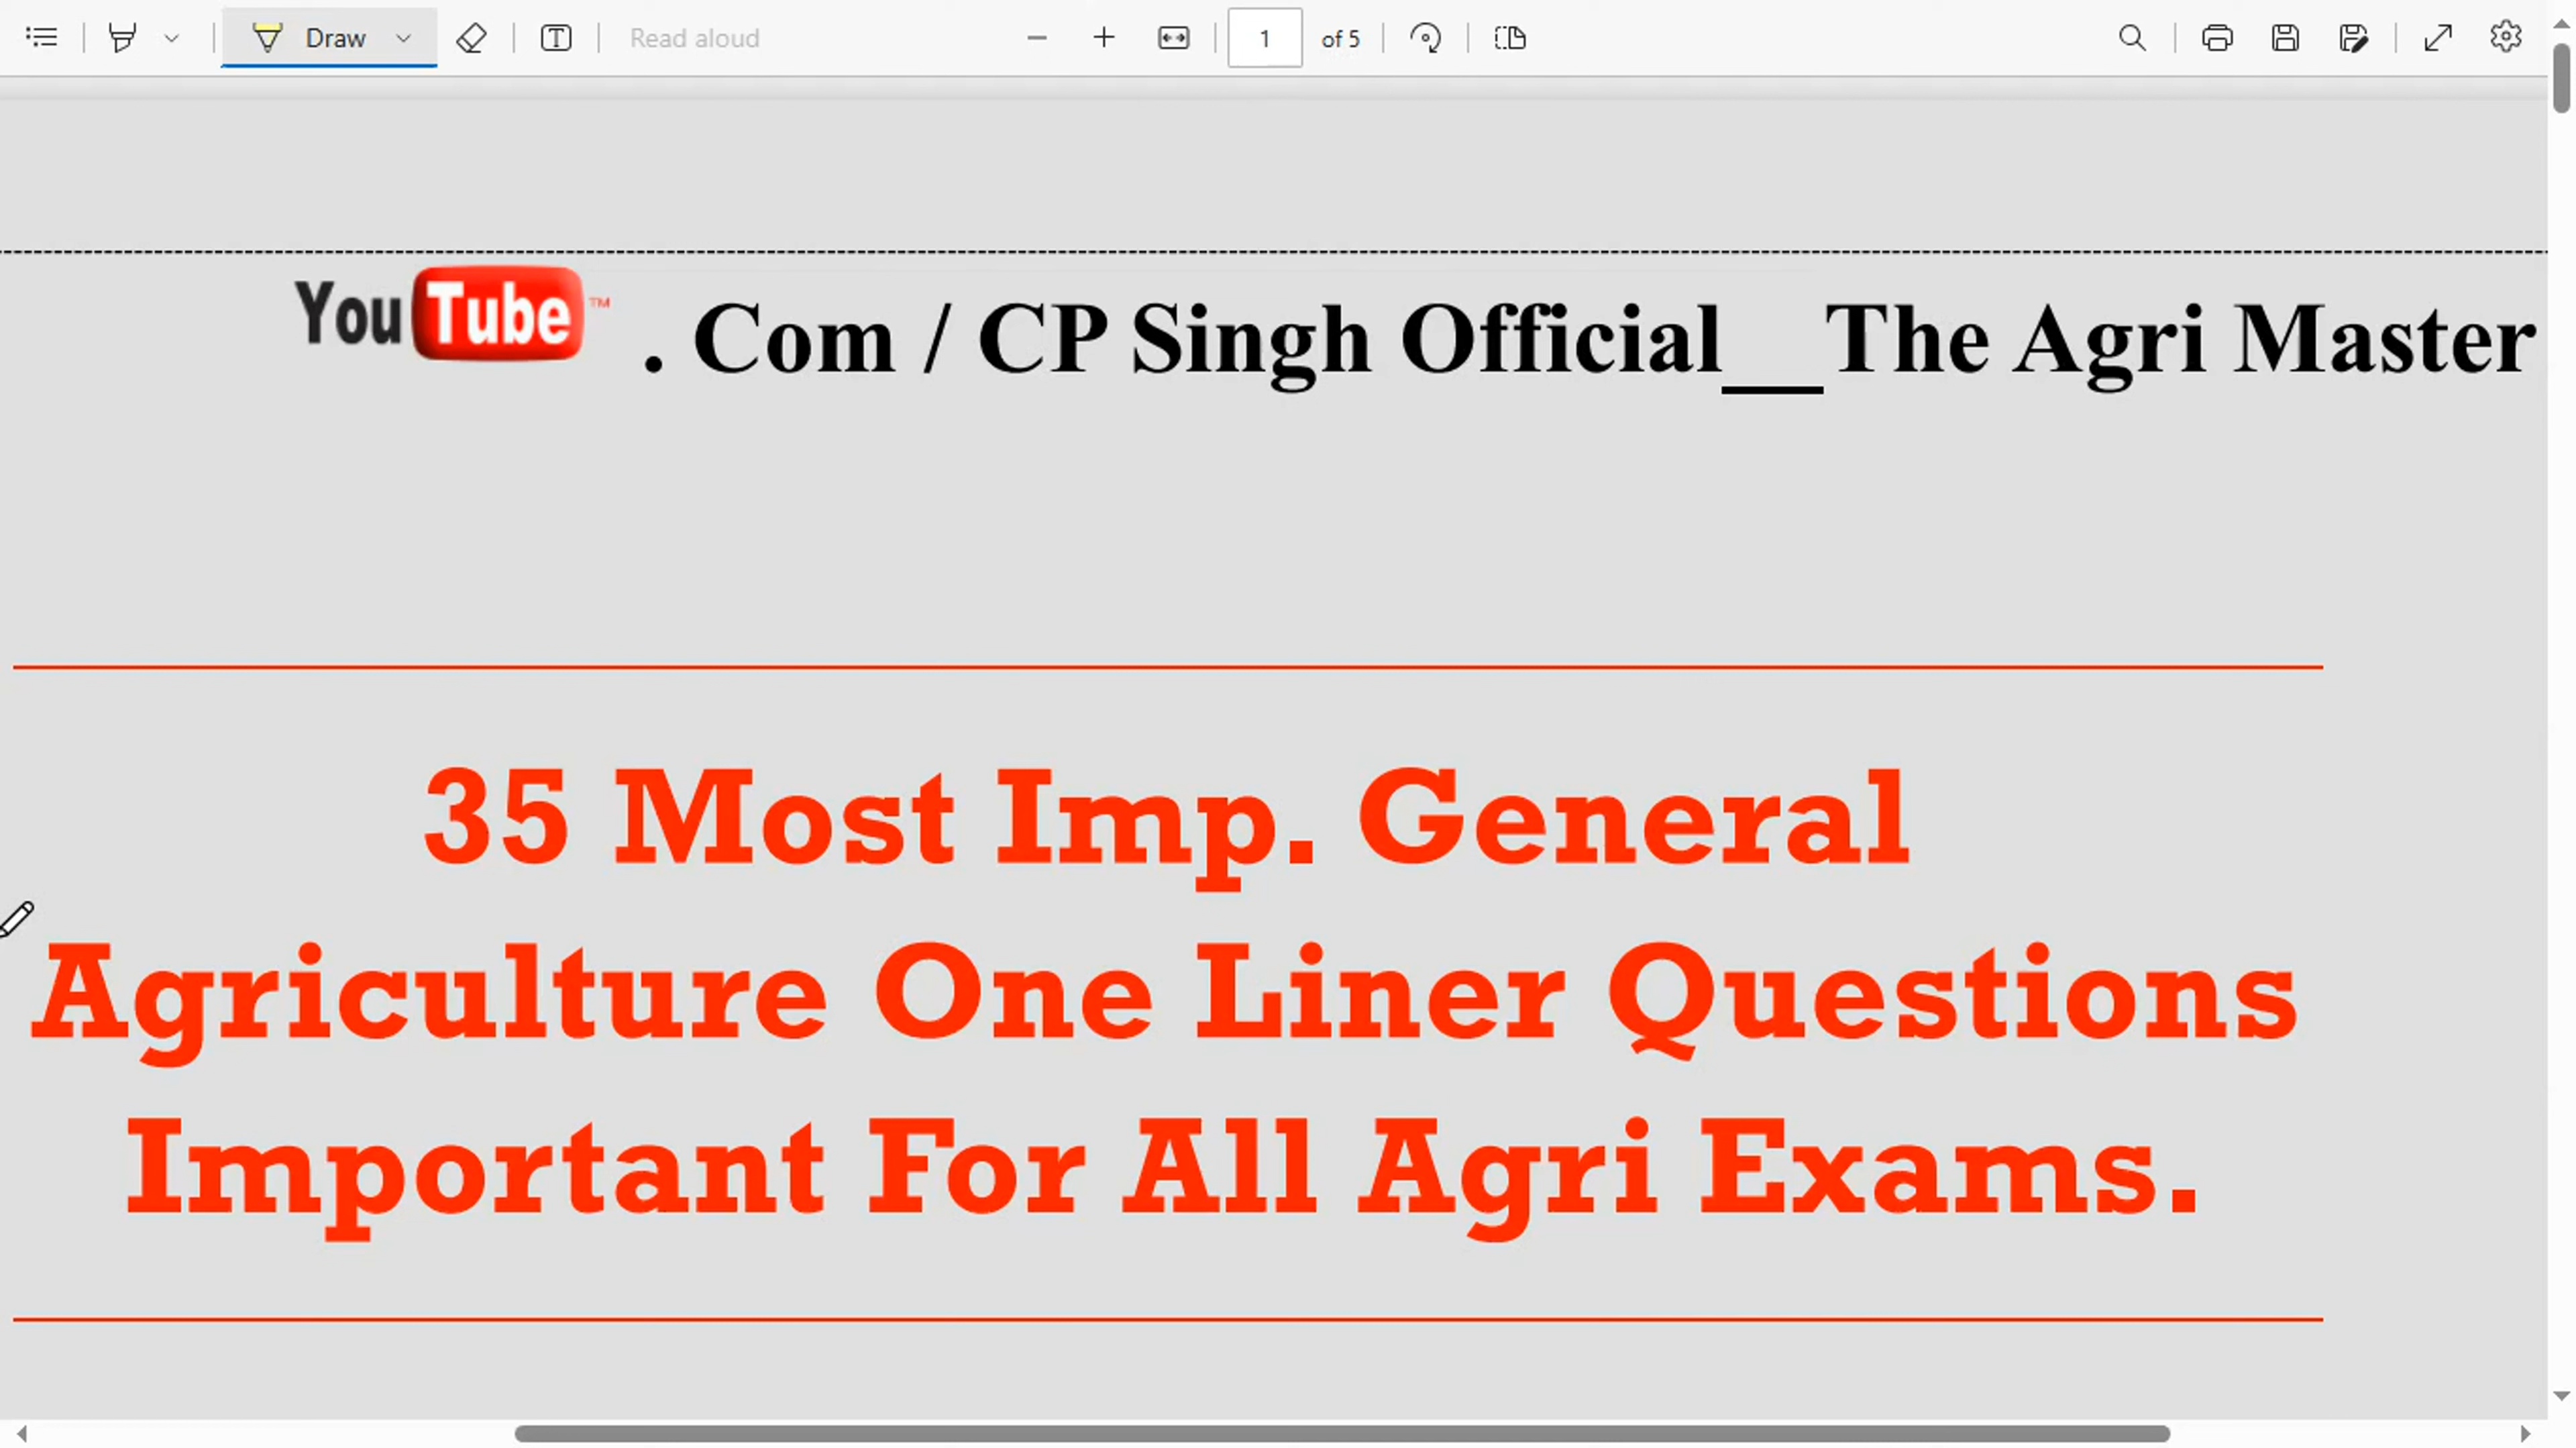 Draw
Read aloud
1 of 5
YouTube™ . Com / CP Singh Official__The Agri Master
35 Most Imp. General
Agriculture One Liner Questions
Important For All Agri Exams.